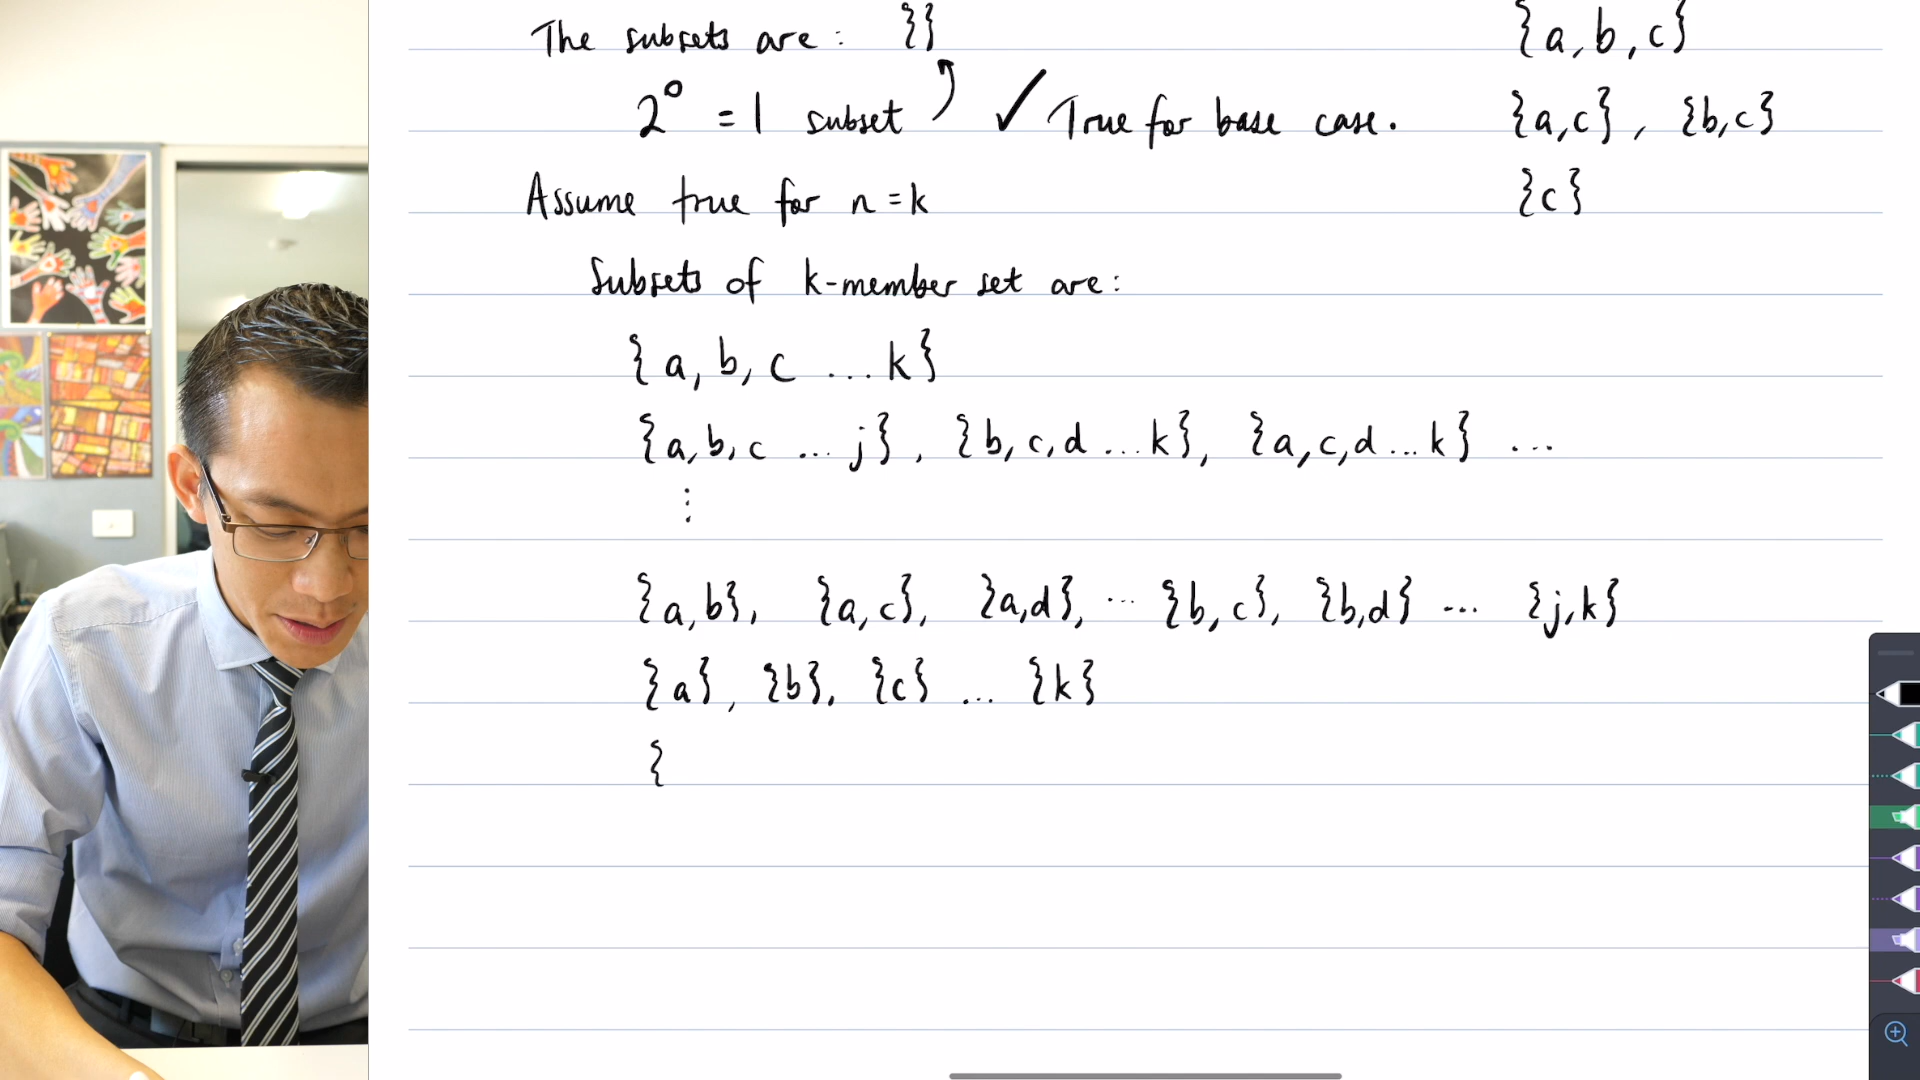 The subsets are: {}
{a, b, c}
2⁰ = 1 subset ✓ True for base case.
{a,c}, {b,c}
{c}
Assume true for n=k
Subsets of k-member set are:
{a, b, c ...k}
{a, b, c ... j}, {b, c, d ...k}, {a, c, d ...k} ...
⋮
{a, b}, {a, c}, {a,d}, ... {b, c}, {b,d} ... {j,k}
{a}, {b}, {c} ... {k}
{